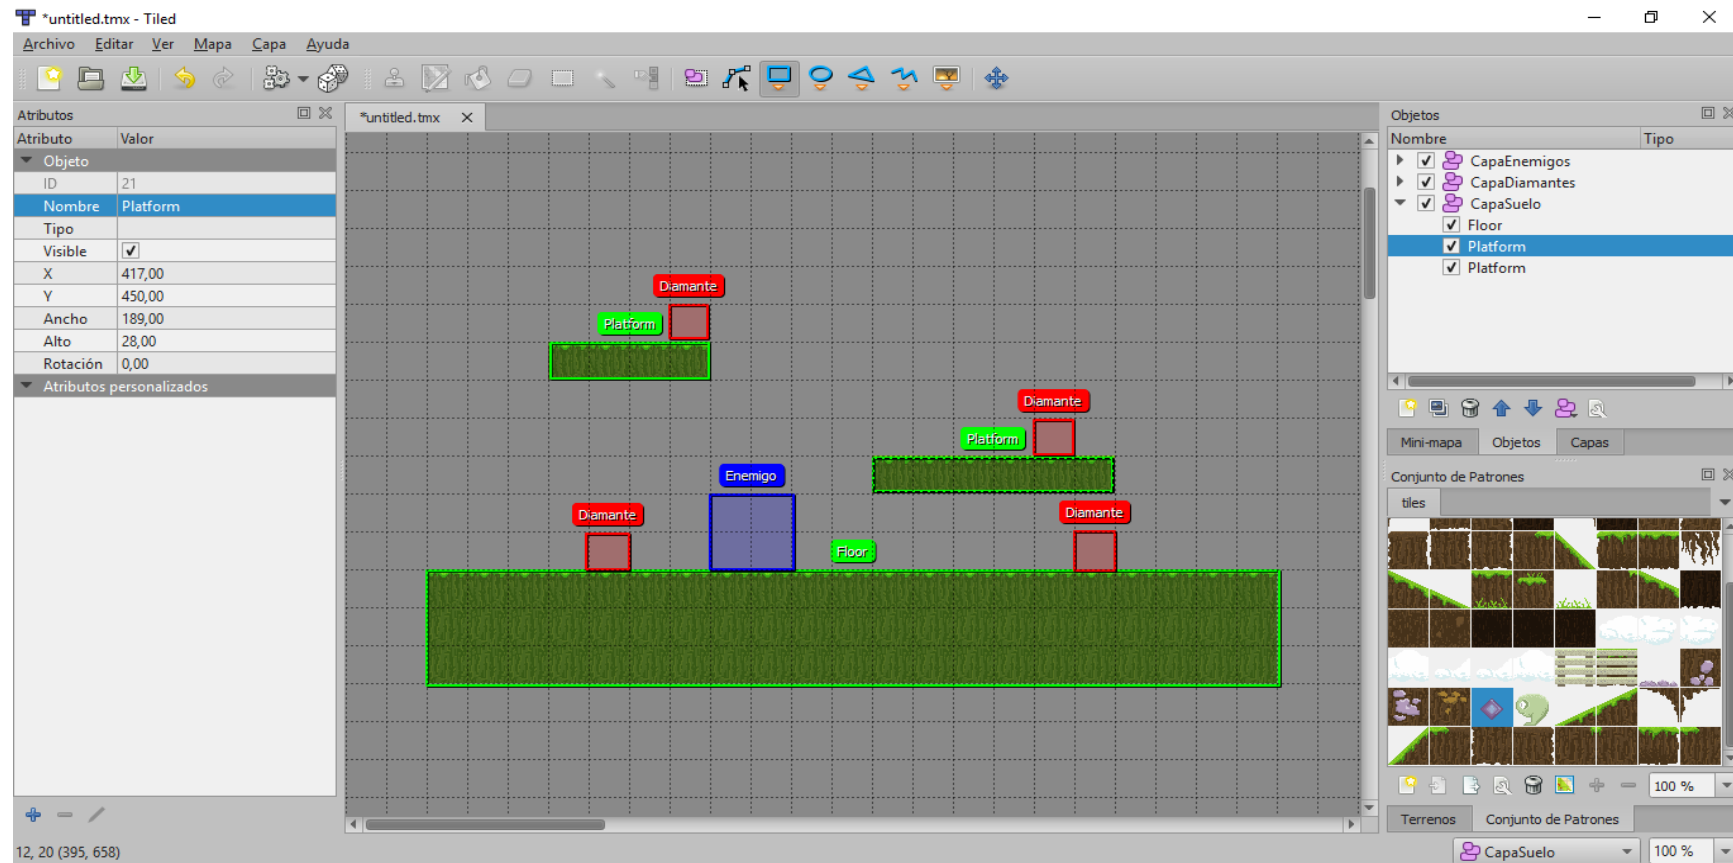 *untitled.tmx - Tiled
Archivo Editar Ver Mapa Capa Ayuda
Atributos
Atributo Valor
Objeto
ID 21
Nombre Platform
Tipo
Visible
X 417,00
Y 450,00
Ancho 189,00
Alto 28,00
Rotación 0,00
Atributos personalizados
*untitled.tmx
Diamante
Platform
Diamante
Platform
Enemigo
Diamante
Diamante
Floor
Objetos
Nombre Tipo
CapaEnemigos
CapaDiamantes
CapaSuelo
Floor
Platform
Platform
Mini-mapa Objetos Capas
Conjunto de Patrones
tiles
100 %
Terrenos Conjunto de Patrones
12, 20 (395, 658)
CapaSuelo 100 %